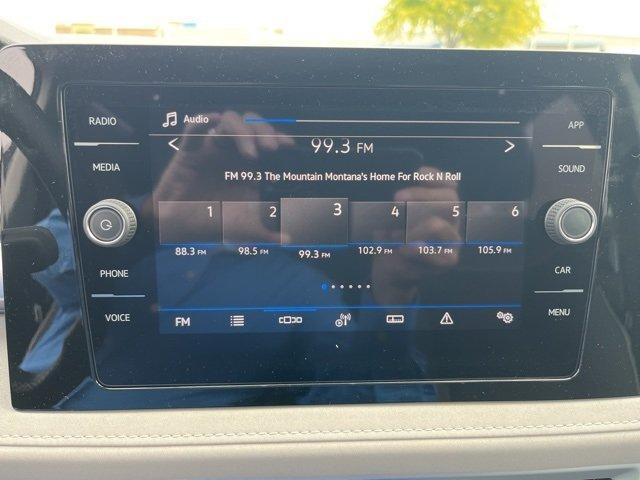 RADIO
MEDIA
PHONE
VOICE
Audio
99.3 FM
FM 99.3 The Mountain Montana's Home For Rock N Roll
1 2 3 4 5 6
88.3 FM 98.5 FM 99.3 FM 102.9 FM 103.7 FM 105.9 FM
FM
APP
SOUND
CAR
MENU